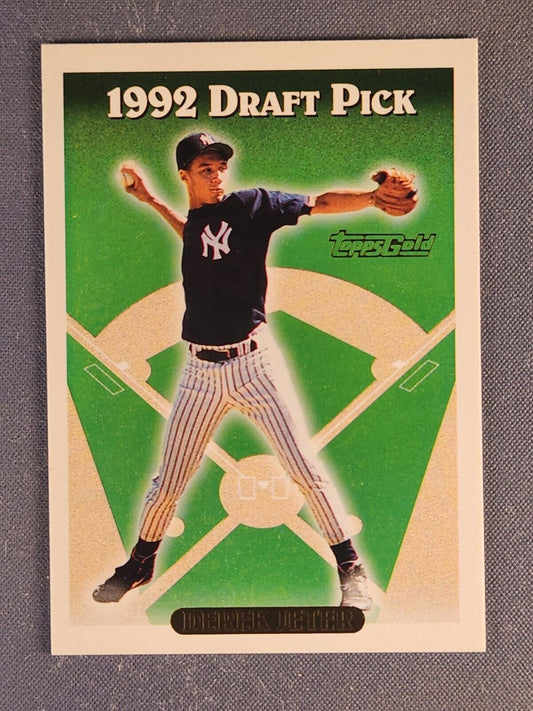 1992 DRAFT PICK
NY
ToppsGold
DEREK JETER